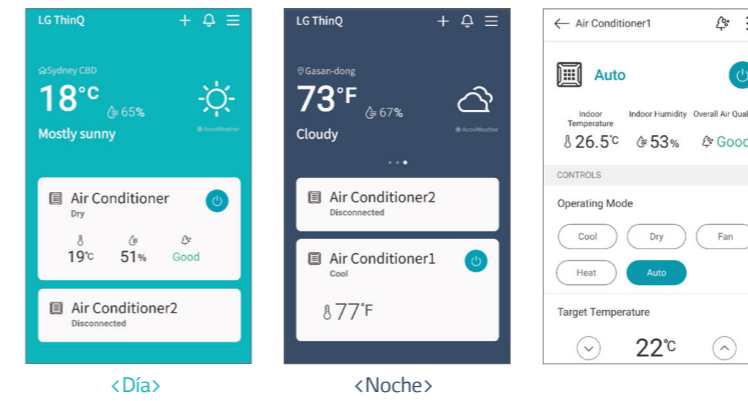 LG ThinQ
Sydney CBD
18°C
65%
Mostly sunny
AccuWeather
Air Conditioner
Dry
19°C 51% Good
Air Conditioner2
Disconnected
<Día>
LG ThinQ
Gasan-dong
73°F
67%
Cloudy
AccuWeather
Air Conditioner2
Disconnected
Air Conditioner1
Cool
77°F
<Noche>
Air Conditioner1
Auto
Indoor
Temperature
Indoor Humidity Overall Air Qual
26.5°C 53% Good
CONTROLS
Operating Mode
Cool Dry Fan
Heat Auto
Target Temperature
22°C